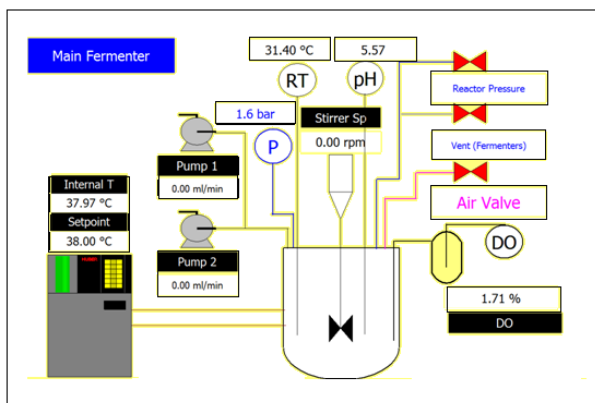 Main Fermenter
31.40 °C
5.57
RT
pH
1.6 bar
P
Stirrer Sp
0.00 rpm
Reactor Pressure
Vent (Fermenters)
Air Valve
Pump 1
0.00 ml/min
Internal T
37.97 °C
Setpoint
38.00 °C
Pump 2
0.00 ml/min
DO
1.71 %
DO